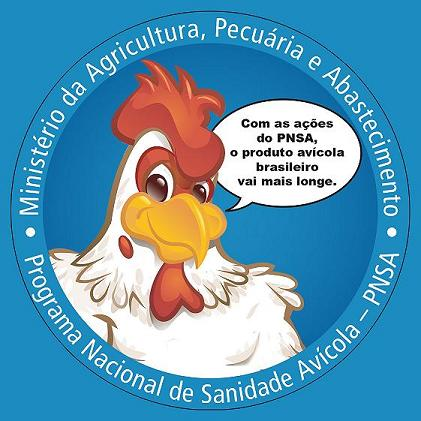 Ministério da Agricultura, Pecuária e Abastecimento
Com as ações
do PNSA,
o produto avícola
brasileiro
vai mais longe.
Programa Nacional de Sanidade Avícola – PNSA